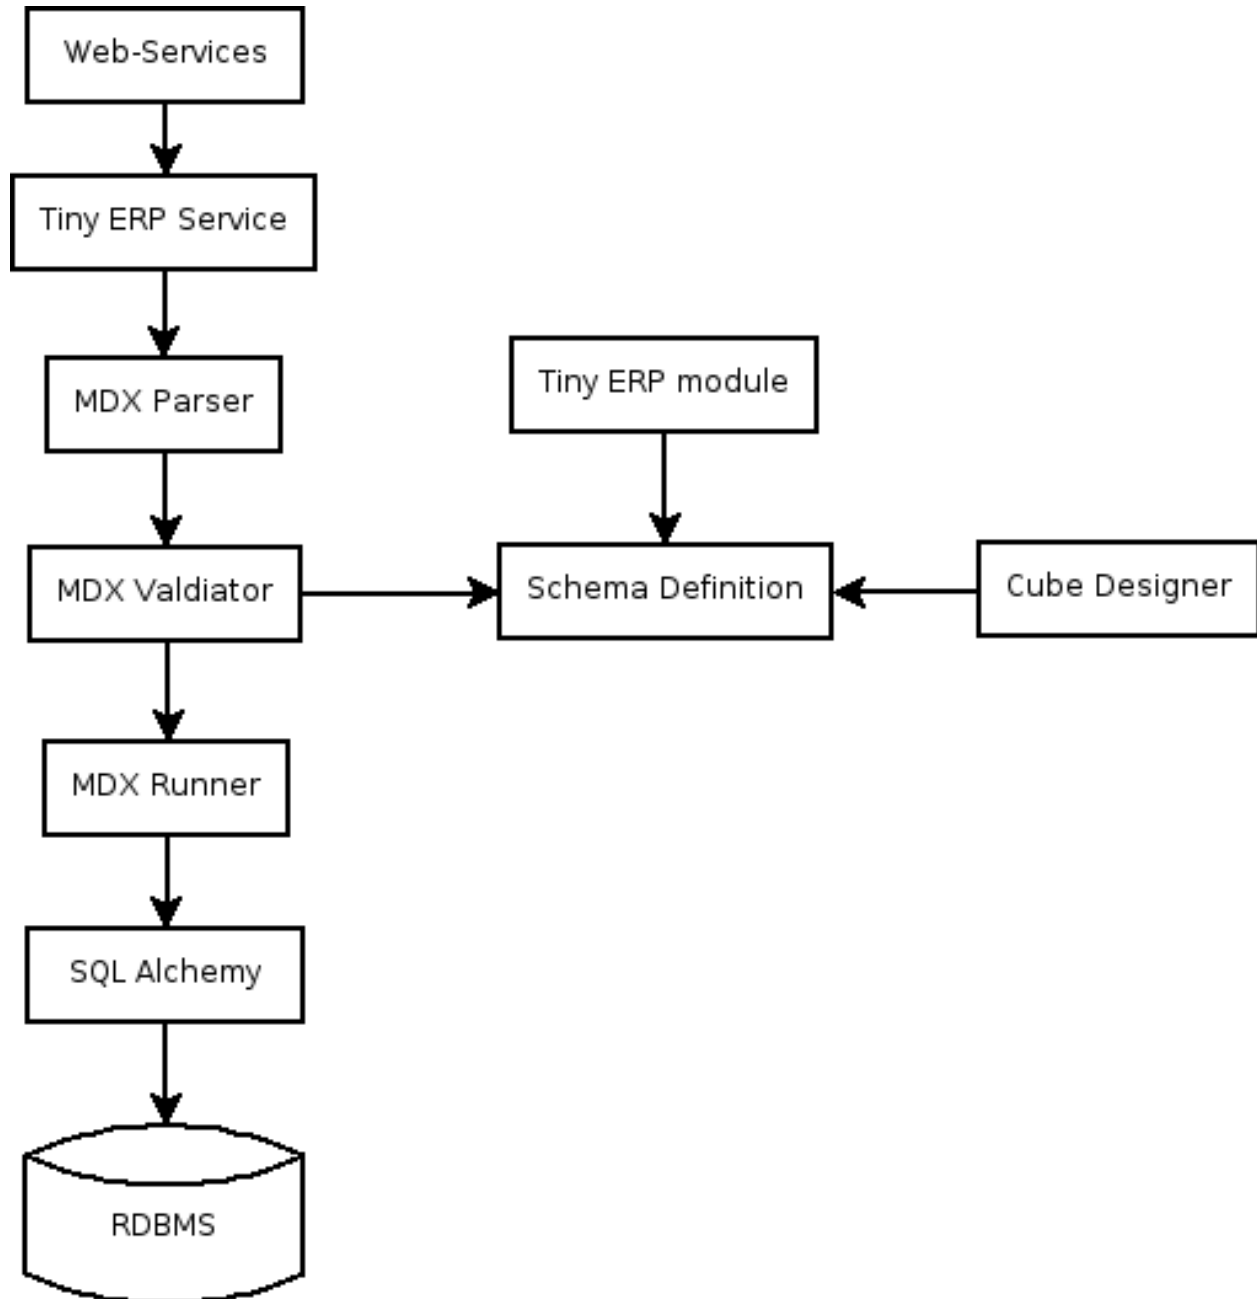 Web-Services
Tiny ERP Service
MDX Parser
Tiny ERP module
MDX Valdiator
Schema Definition
Cube Designer
MDX Runner
SQL Alchemy
RDBMS